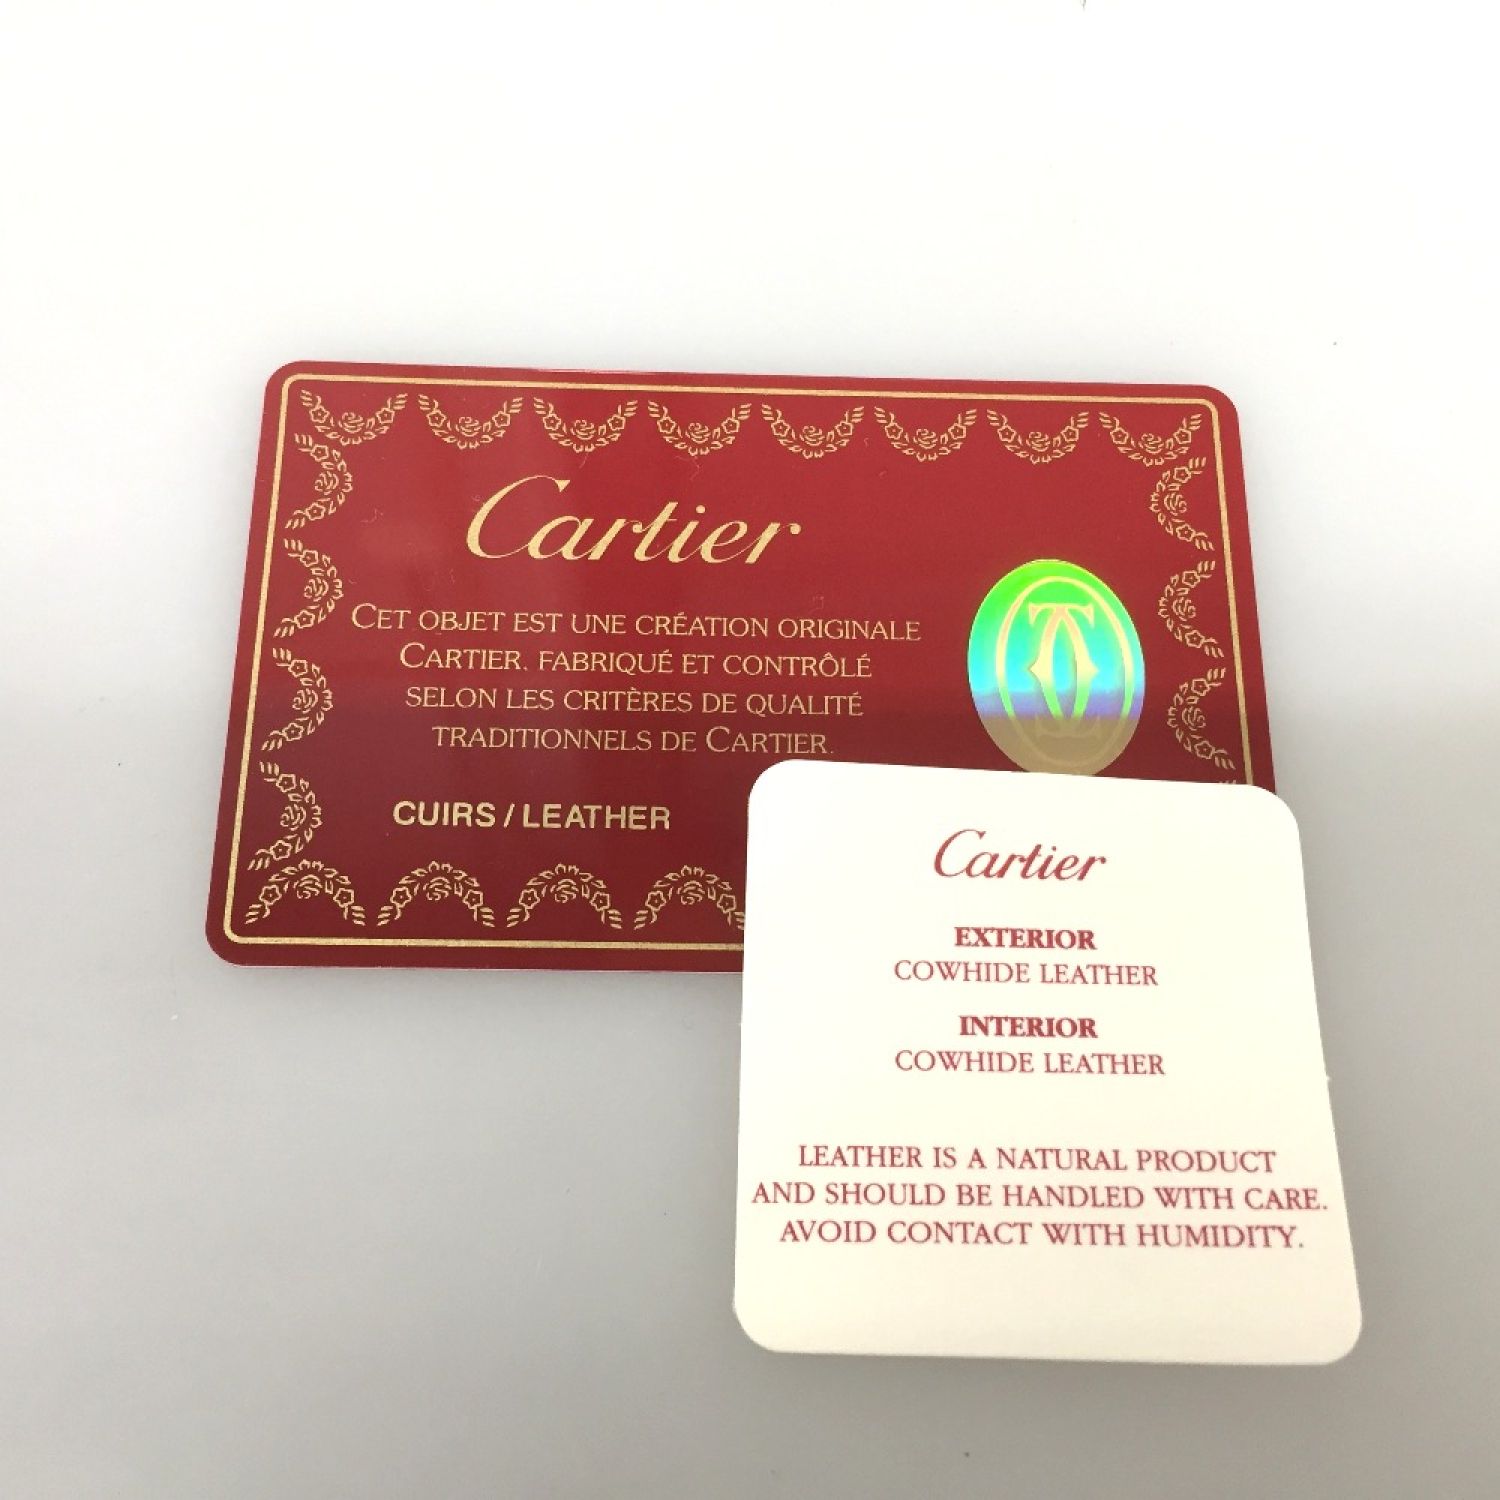 Cartier
CET OBJET EST UNE CRÉATION ORIGINALE
CARTIER. FABRIQUÉ ET CONTRÔLÉ
SELON LES CRITÈRES DE QUALITÉ
TRADITIONNELS DE CARTIER.
CUIRS / LEATHER
Cartier
EXTERIOR
COWHIDE LEATHER
INTERIOR
COWHIDE LEATHER
LEATHER IS A NATURAL PRODUCT
AND SHOULD BE HANDLED WITH CARE.
AVOID CONTACT WITH HUMIDITY.